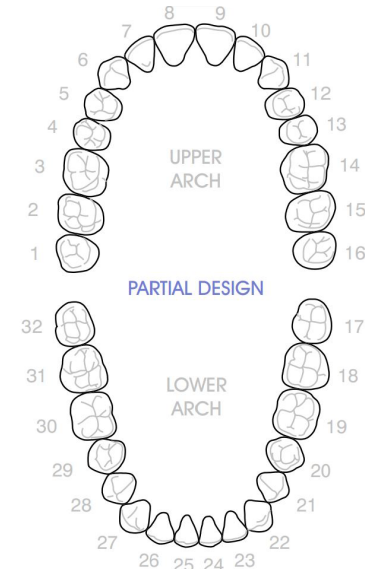 8 9
7 10
6 11
5 12
4 13
3 14
UPPER
ARCH
2 15
1 16
PARTIAL DESIGN
32 17
31 18
LOWER
ARCH
30 19
29 20
28 21
27 22
26 25 24 23